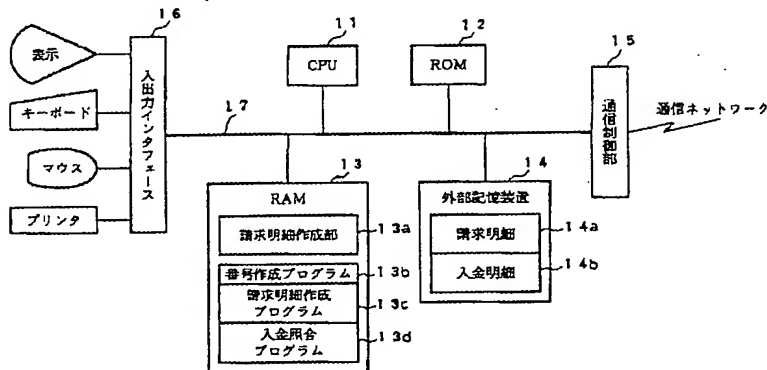 16
表示
キーボード
マウス
プリンタ
入出力インタフェース
17
11
CPU
12
ROM
15
通信制御部
通信ネットワーク
13
RAM
請求明細作成部
13a
番号作成プログラム
13b
請求明細作成
プログラム
13c
入金照合
プログラム
13d
14
外部記憶装置
請求明細
14a
入金明細
14b